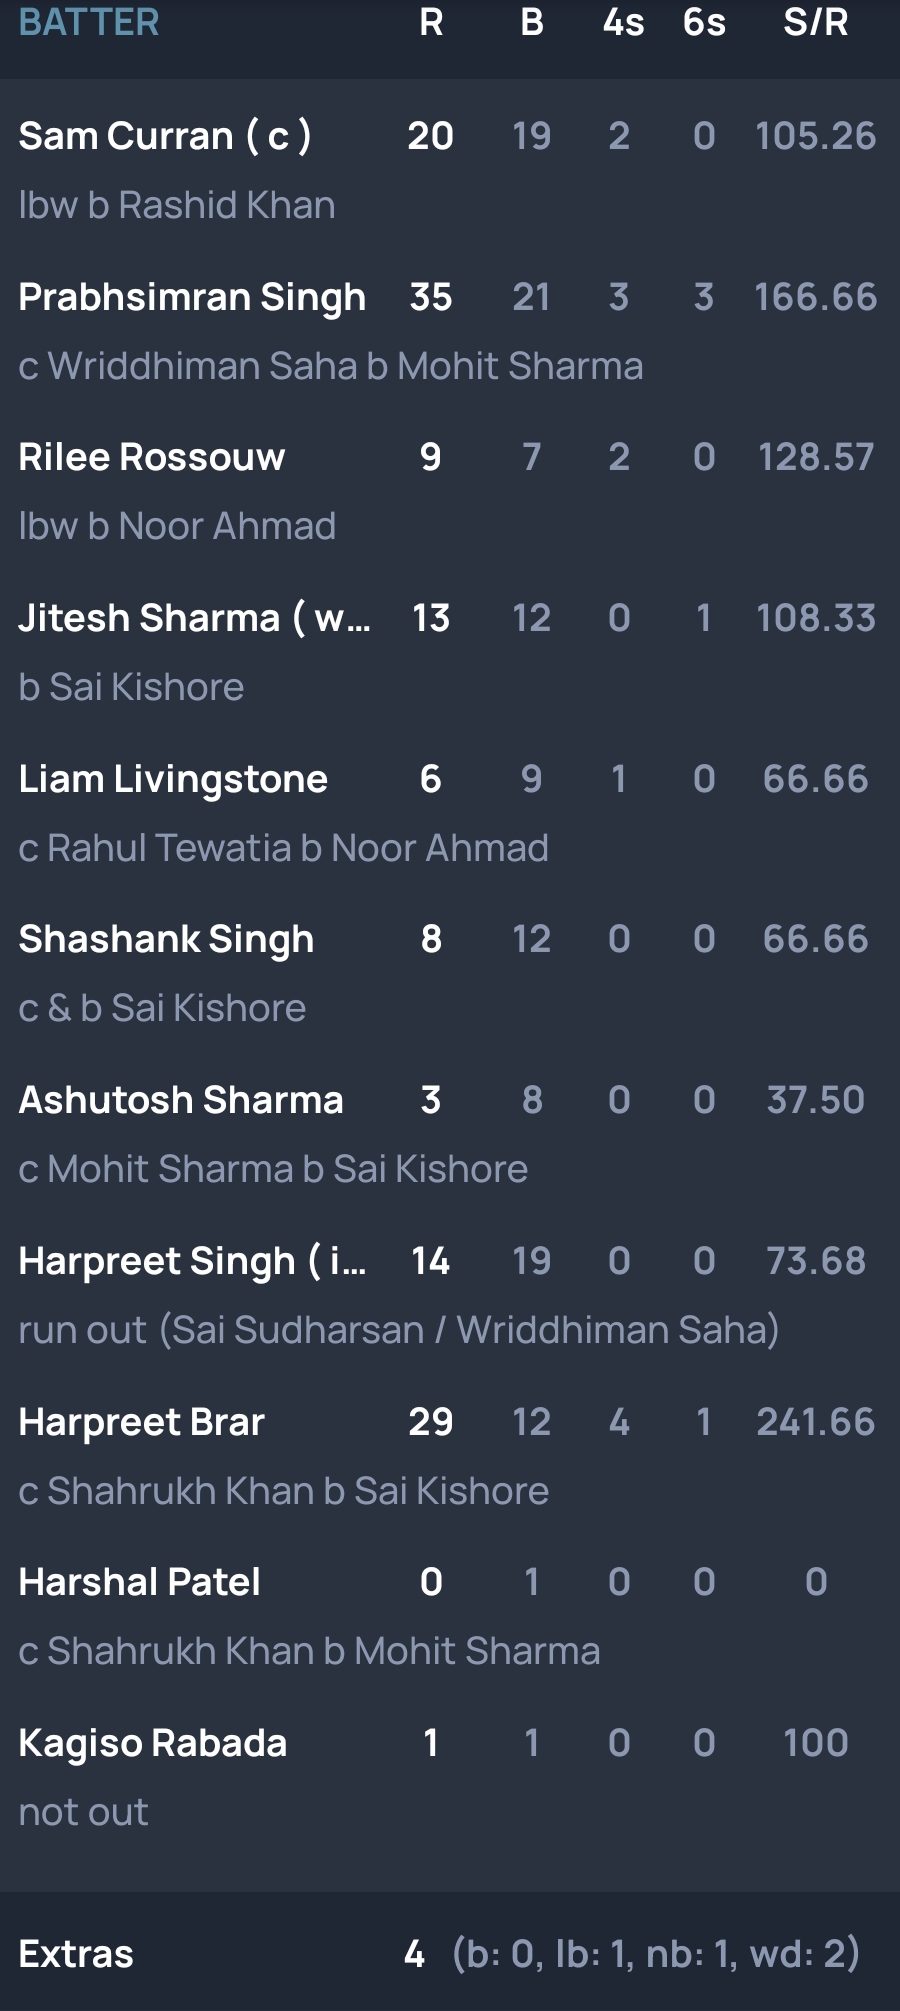 BATTER R B 4s 6s S/R
Sam Curran ( c ) 20 19 2 0 105.26
lbw b Rashid Khan
Prabhsimran Singh 35 21 3 3 166.66
c Wriddhiman Saha b Mohit Sharma
Rilee Rossouw 9 7 2 0 128.57
lbw b Noor Ahmad
Jitesh Sharma ( w... 13 12 0 1 108.33
b Sai Kishore
Liam Livingstone 6 9 1 0 66.66
c Rahul Tewatia b Noor Ahmad
Shashank Singh 8 12 0 0 66.66
c & b Sai Kishore
Ashutosh Sharma 3 8 0 0 37.50
c Mohit Sharma b Sai Kishore
Harpreet Singh ( i... 14 19 0 0 73.68
run out (Sai Sudharsan / Wriddhiman Saha)
Harpreet Brar 29 12 4 1 241.66
c Shahrukh Khan b Sai Kishore
Harshal Patel 0 1 0 0 0
c Shahrukh Khan b Mohit Sharma
Kagiso Rabada 1 1 0 0 100
not out
Extras 4 (b: 0, lb: 1, nb: 1, wd: 2)